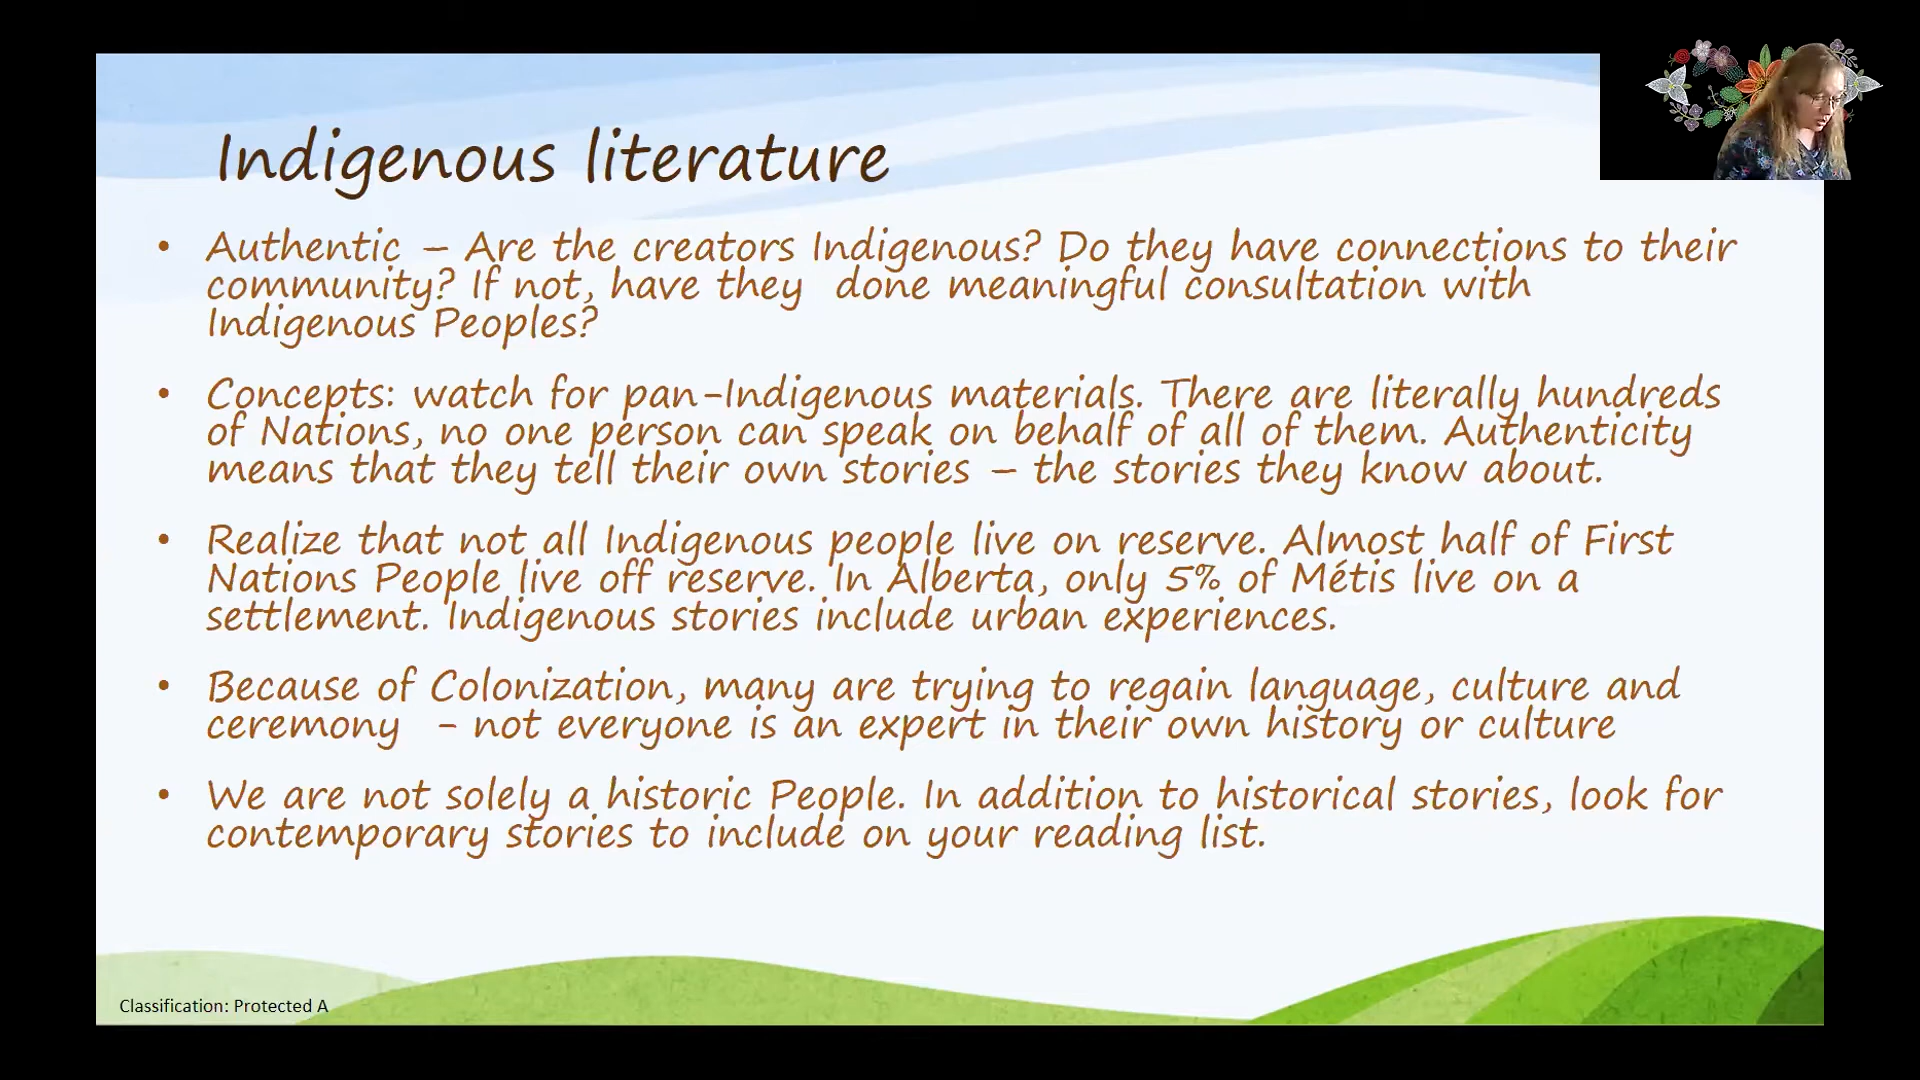 Indigenous literature
• Authentic – Are the creators Indigenous? Do they have connections to their
community? If not, have they  done meaningful consultation with
Indigenous Peoples?
• Concepts: watch for pan-Indigenous materials. There are literally hundreds
of Nations, no one person can speak on behalf of all of them. Authenticity
means that they tell their own stories – the stories they know about.
• Realize that not all Indigenous people live on reserve. Almost half of First
Nations People live off reserve. In Alberta, only 5% of Métis live on a
settlement. Indigenous stories include urban experiences.
• Because of Colonization, many are trying to regain language, culture and
ceremony  - not everyone is an expert in their own history or culture
• We are not solely a historic People. In addition to historical stories, look for
contemporary stories to include on your reading list.
Classification: Protected A